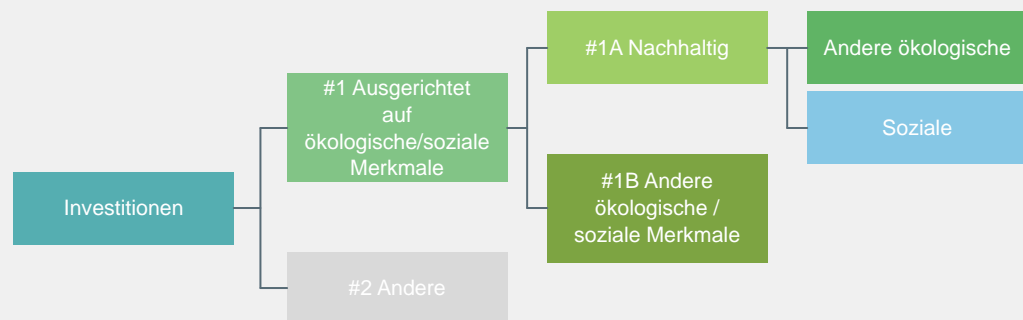 Investitionen
#1 Ausgerichtet
auf
ökologische/soziale
Merkmale
#2 Andere
#1A Nachhaltig
#1B Andere
ökologische /
soziale Merkmale
Andere ökologische
Soziale